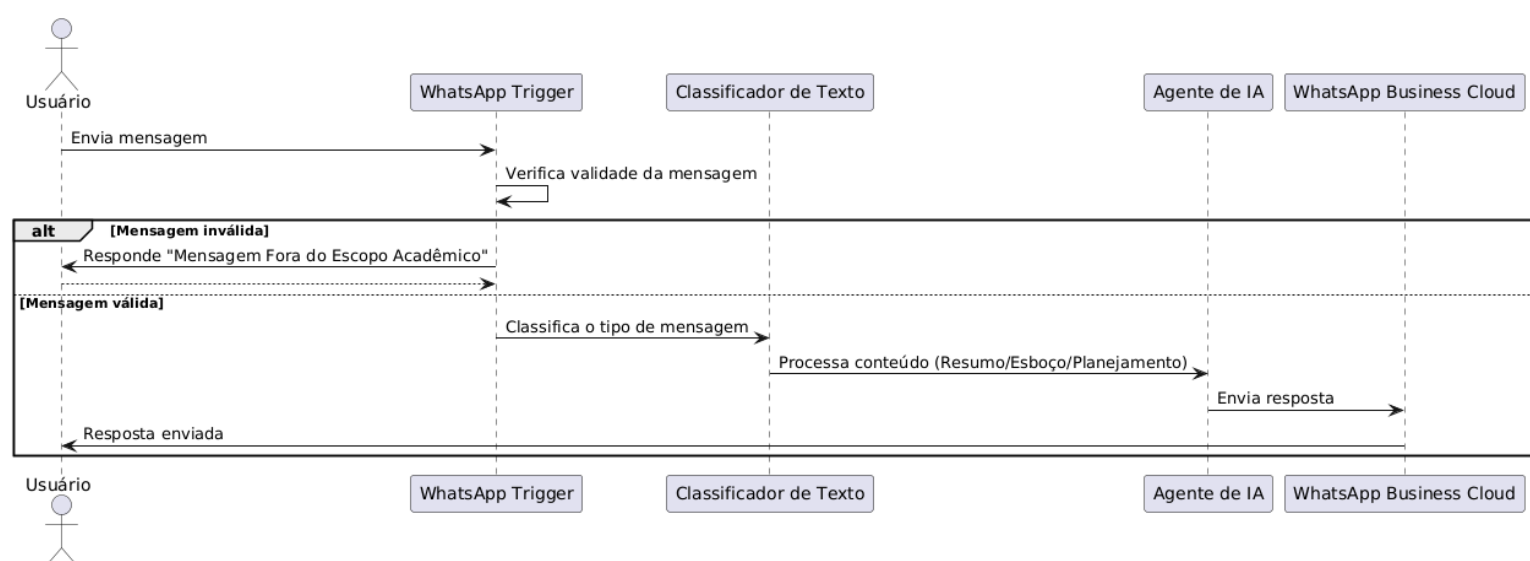 Usuário
WhatsApp Trigger
Classificador de Texto
Agente de IA
WhatsApp Business Cloud
Envia mensagem
Verifica validade da mensagem
alt
[Mensagem inválida]
Responde "Mensagem Fora do Escopo Acadêmico"
[Mensagem válida]
Classifica o tipo de mensagem
Processa conteúdo (Resumo/Esboço/Planejamento)
Envia resposta
Resposta enviada
Usuário
WhatsApp Trigger
Classificador de Texto
Agente de IA
WhatsApp Business Cloud